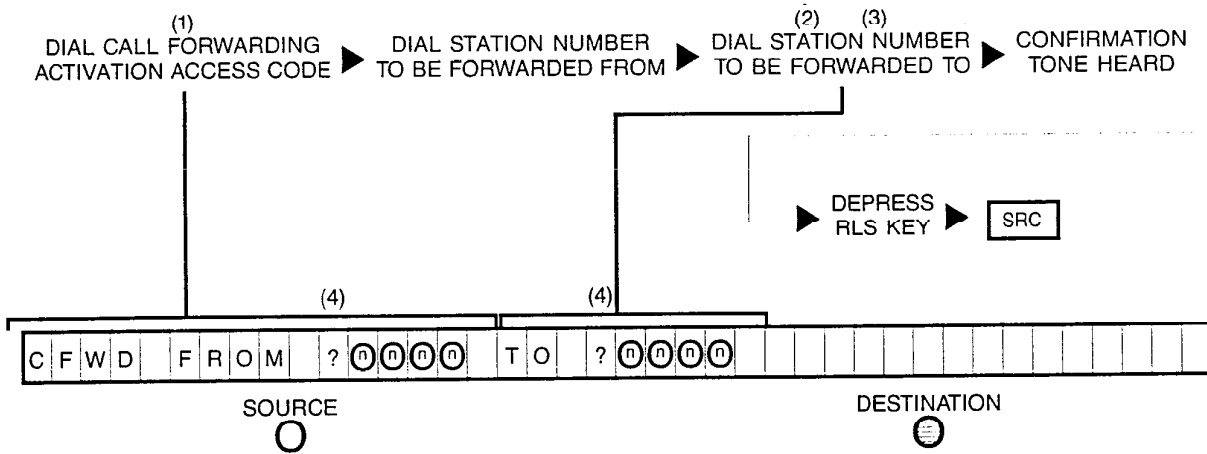 (1)
(2) (3)
DIAL CALL FORWARDING ACTIVATION ACCESS CODE
DIAL STATION NUMBER TO BE FORWARDED FROM
DIAL STATION NUMBER TO BE FORWARDED TO
CONFIRMATION TONE HEARD
DEPRESS RLS KEY
SRC
(4)
(4)
CFWD FROM ?nnnn TO ?nnnn
SOURCE
DESTINATION